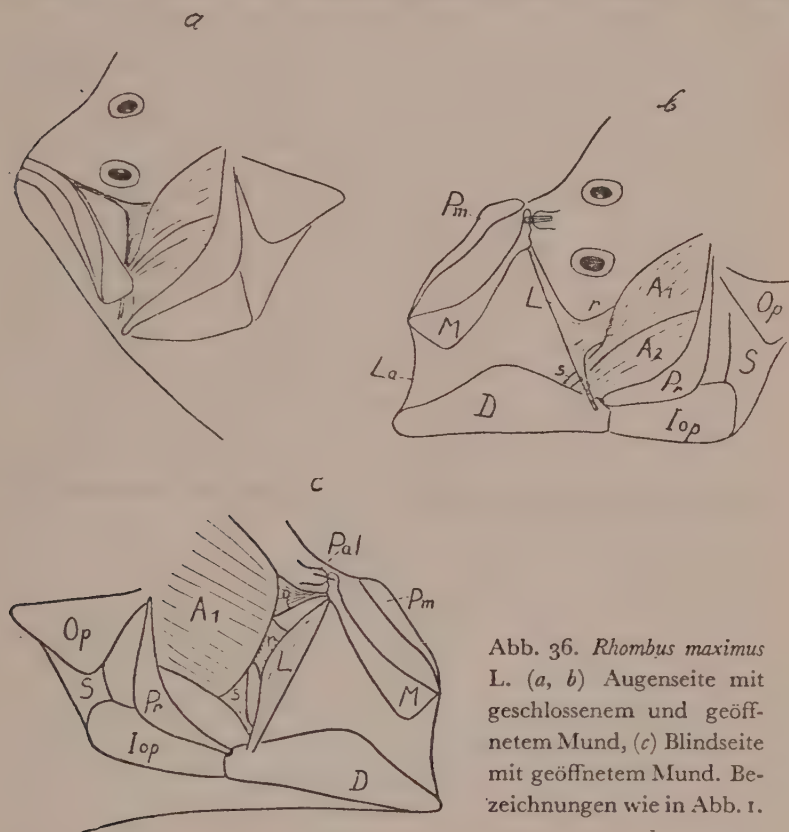 a
b
Pm
L
r
A1
A2
M
La
s
D
Pr
Op
S
Iop
c
Pal
Pm
A1
Op
S
Pr
Iop
r
L
s
M
D
Abb. 36. Rhombus maximus
L. (a, b) Augenseite mit
geschlossenem und geöff-
netem Mund, (c) Blindseite
mit geöffnetem Mund. Be-
zeichnungen wie in Abb. 1.